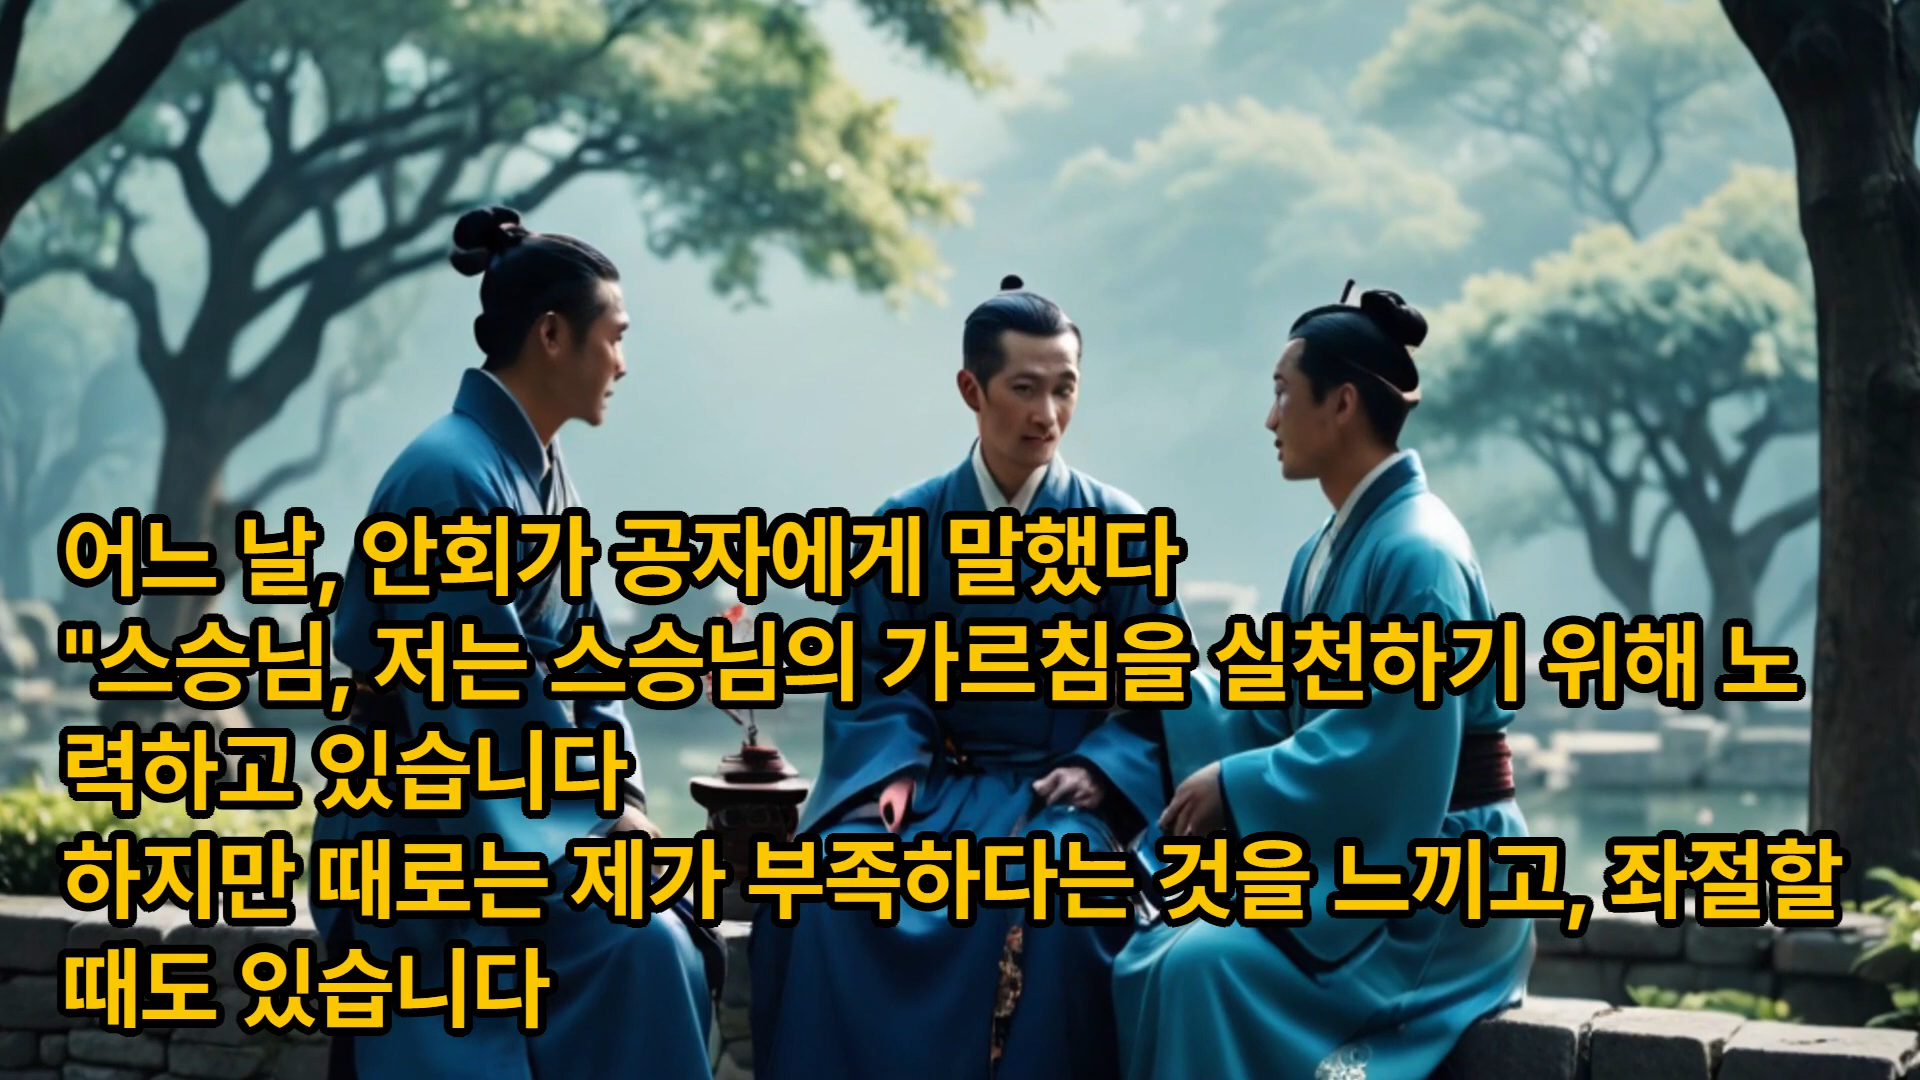 어느 날, 안회가 공자에게 말했다
"스승님, 저는 스승님의 가르침을 실천하기 위해 노
력하고 있습니다
하지만 때로는 제가 부족하다는 것을 느끼고, 좌절할
때도 있습니다